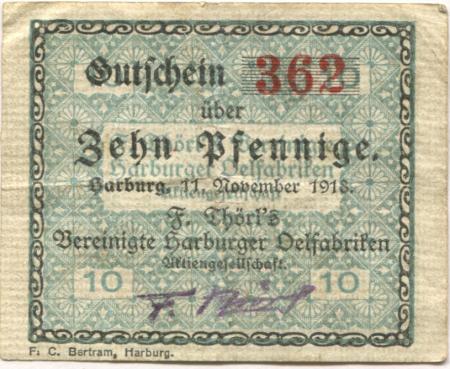 Gutschein 362
über
Zehn Pfennige.
Harburg, 11. November 1918.
F. Thörl's
Vereinigte Harburger Oelfabriken
Aktiengesellschaft.
10 10
F. C. Bertram, Harburg.